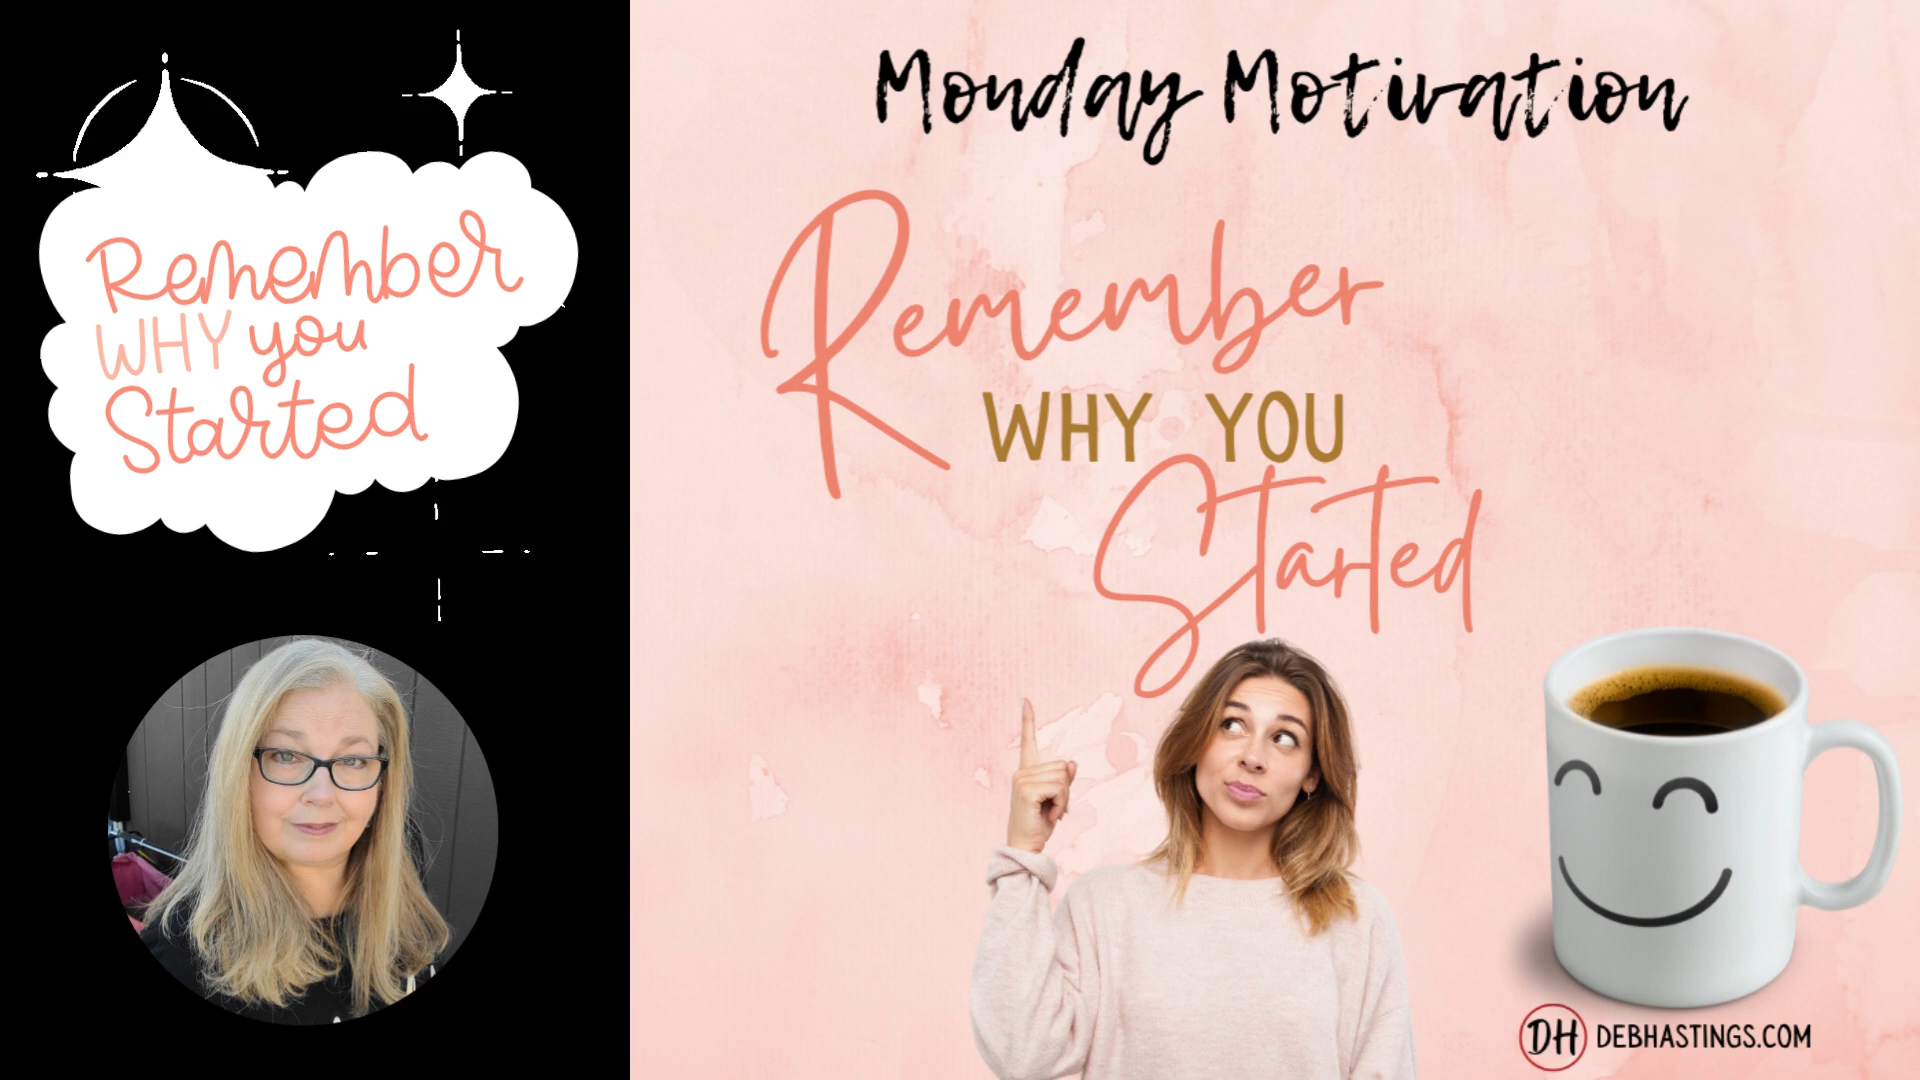 Remember
WHY you
Started
Monday Motivation
Remember
WHY YOU
Started
DH DEBHASTINGS.COM